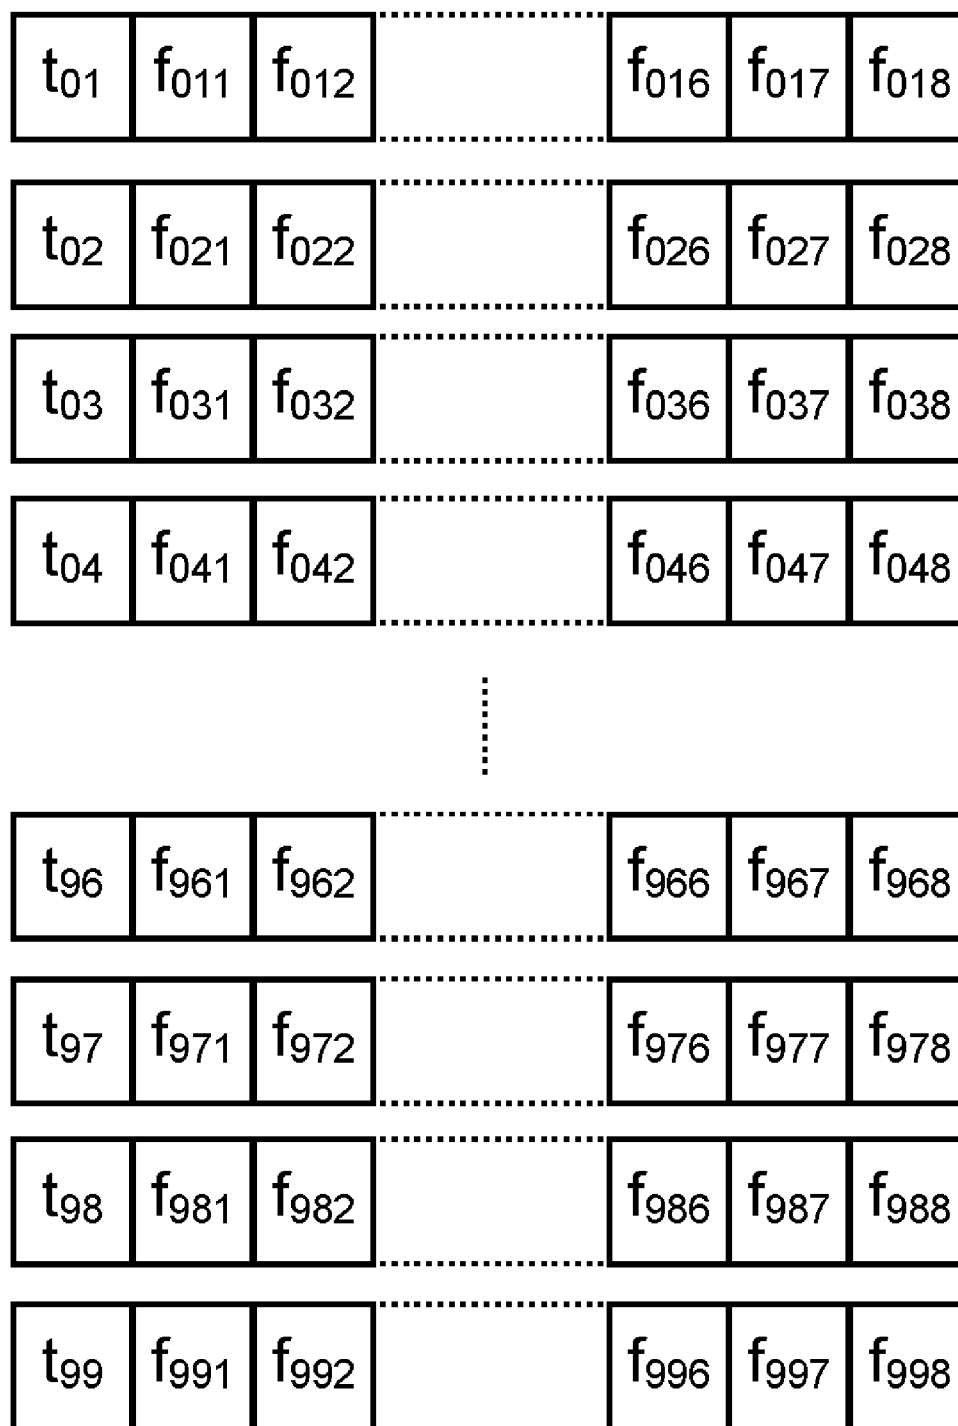 t01 f011 f012 f016 f017 f018
t02 f021 f022 f026 f027 f028
t03 f031 f032 f036 f037 f038
t04 f041 f042 f046 f047 f048
t96 f961 f962 f966 f967 f968
t97 f971 f972 f976 f977 f978
t98 f981 f982 f986 f987 f988
t99 f991 f992 f996 f997 f998